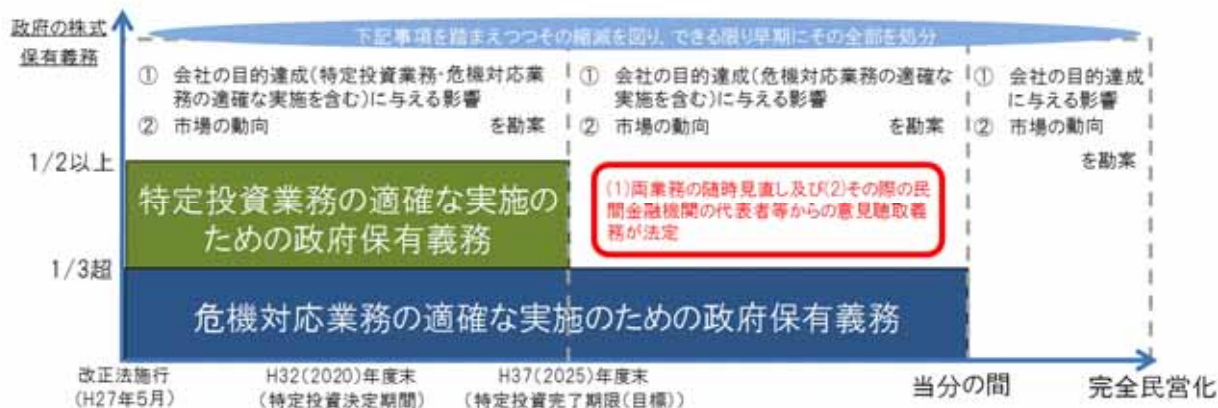 政府の株式
保有義務
下記事項を踏まえつつその縮減を図り、できる限り早期にその全部を処分
① 会社の目的達成(特定投資業務・危機対応業
務の適確な実施を含む)に与える影響
② 市場の動向 を勘案
① 会社の目的達成(危機対応業務の適確な
実施を含む)に与える影響
② 市場の動向 を勘案
① 会社の目的達成
に与える影響
② 市場の動向
を勘案
1/2以上
特定投資業務の適確な実施の
ための政府保有義務
(1)両業務の随時見直し及び(2)その際の民
間金融機関の代表者等からの意見聴取義
務が法定
1/3超
危機対応業務の適確な実施のための政府保有義務
改正法施行
(H27年5月)
H32(2020)年度末
(特定投資決定期間)
H37(2025)年度末
(特定投資完了期限(目標))
当分の間
完全民営化